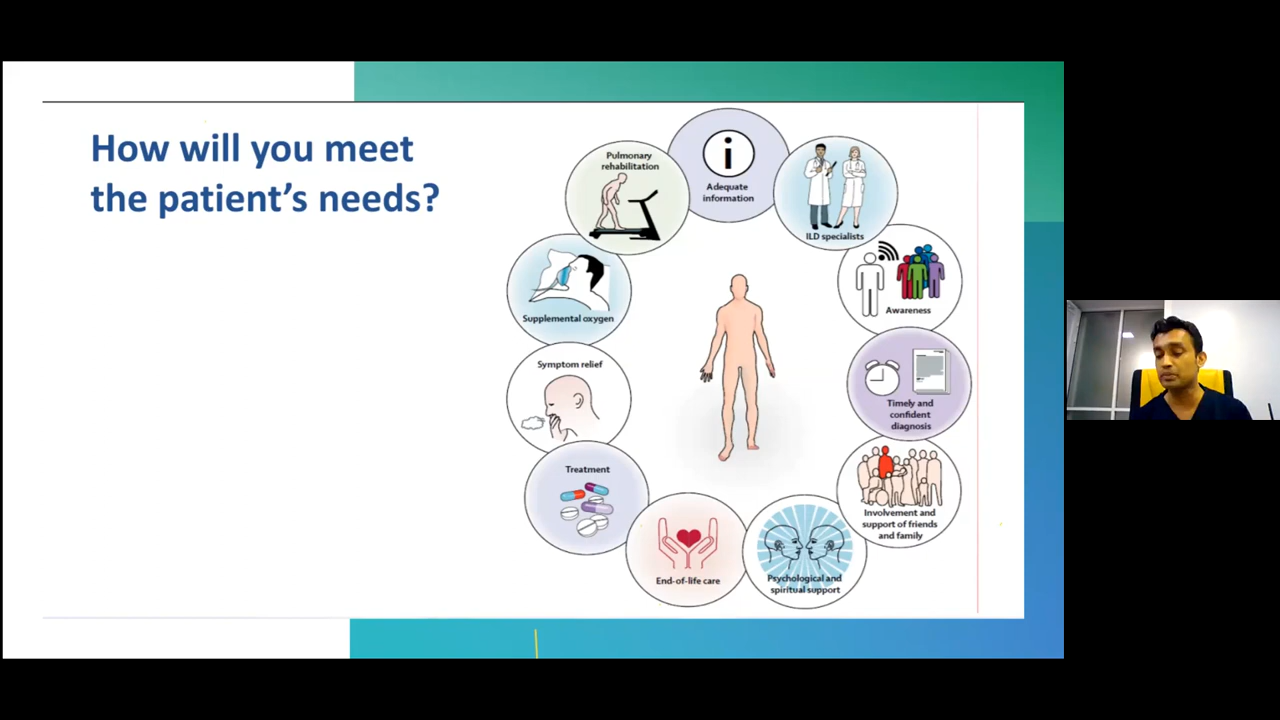 How will you meet
the patient's needs?
Pulmonary
rehabilitation
i
Adequate
information
ILD specialists
Awareness
Timely and
confident
diagnosis
Involvement and
support of friends
and family
Psychological and
spiritual support
End-of-life care
Treatment
Symptom relief
Supplemental oxygen